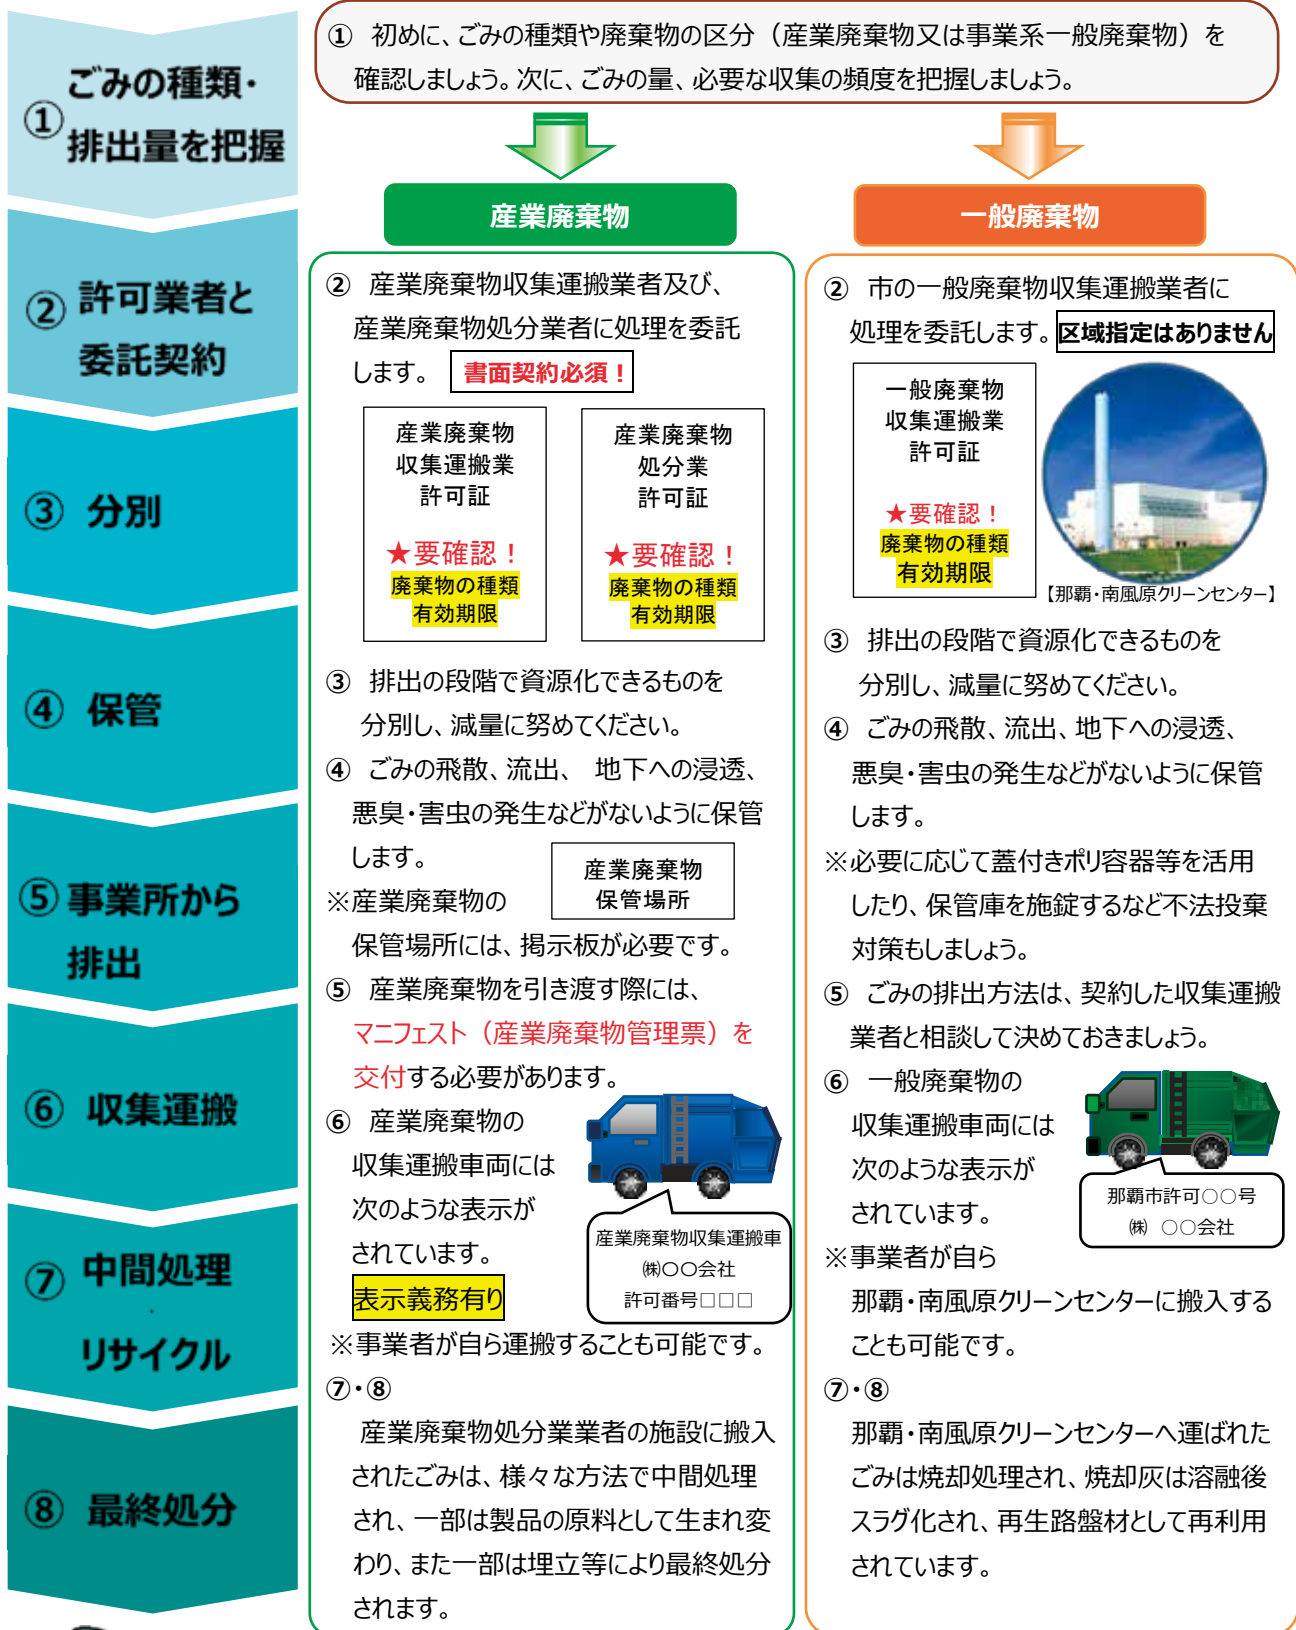 ① ごみの種類・
排出量を把握
② 許可業者と
委託契約
③ 分別
④ 保管
⑤ 事業所から
排出
⑥ 収集運搬
⑦ 中間処理
・
リサイクル
⑧ 最終処分
① 初めに、ごみの種類や廃棄物の区分（産業廃棄物又は事業系一般廃棄物）を
確認しましょう。次に、ごみの量、必要な収集の頻度を把握しましょう。
産業廃棄物
② 産業廃棄物収集運搬業者及び、
産業廃棄物処分業者に処理を委託
します。 書面契約必須！
産業廃棄物
収集運搬業
許可証
★要確認！
廃棄物の種類
有効期限
産業廃棄物
処分業
許可証
★要確認！
廃棄物の種類
有効期限
③ 排出の段階で資源化できるものを
分別し、減量に努めてください。
④ ごみの飛散、流出、 地下への浸透、
悪臭・害虫の発生などがないように保管
します。
産業廃棄物
保管場所
※産業廃棄物の
保管場所には、掲示板が必要です。
⑤ 産業廃棄物を引き渡す際には、
マニフェスト（産業廃棄物管理票）を
交付する必要があります。
⑥ 産業廃棄物の
収集運搬車両には
次のような表示が
されています。
表示義務有り
産業廃棄物収集運搬車
㈱〇〇会社
許可番号□□□
※事業者が自ら運搬することも可能です。
⑦・⑧
産業廃棄物処分業業者の施設に搬入
されたごみは、様々な方法で中間処理
され、一部は製品の原料として生まれ変
わり、また一部は埋立等により最終処分
されます。
一般廃棄物
② 市の一般廃棄物収集運搬業者に
処理を委託します。 区域指定はありません
一般廃棄物
収集運搬業
許可証
★要確認！
廃棄物の種類
有効期限
【那覇・南風原クリーンセンター】
③ 排出の段階で資源化できるものを
分別し、減量に努めてください。
④ ごみの飛散、流出、地下への浸透、
悪臭・害虫の発生などがないように保管
します。
※必要に応じて蓋付きポリ容器等を活用
したり、保管庫を施錠するなど不法投棄
対策もしましょう。
⑤ ごみの排出方法は、契約した収集運搬
業者と相談して決めておきましょう。
⑥ 一般廃棄物の
収集運搬車両には
次のような表示が
されています。
那覇市許可○○号
㈱ ○○会社
※事業者が自ら
那覇・南風原クリーンセンターに搬入する
ことも可能です。
⑦・⑧
那覇・南風原クリーンセンターへ運ばれた
ごみは焼却処理され、焼却灰は溶融後
スラグ化され、再生路盤材として再利用
されています。